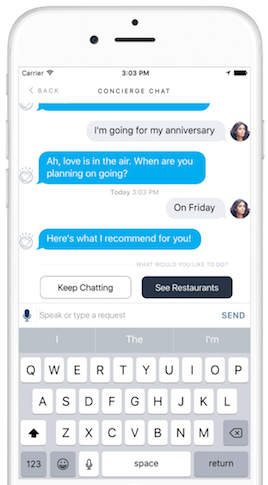 Carrier
3:03 PM
BACK
CONCIERGE CHAT
I'm going for my anniversary
Ah, love is in the air. When are you
planning on going?
Today 3:03 PM
On Friday
Here's what I recommend for you!
WHAT WOULD YOU LIKE TO DO?
Keep Chatting
See Restaurants
Speak or type a request
SEND
I
The
I'm
Q W E R T Y U I O P
A S D F G H J K L
Z X C V B N M
123
space
return